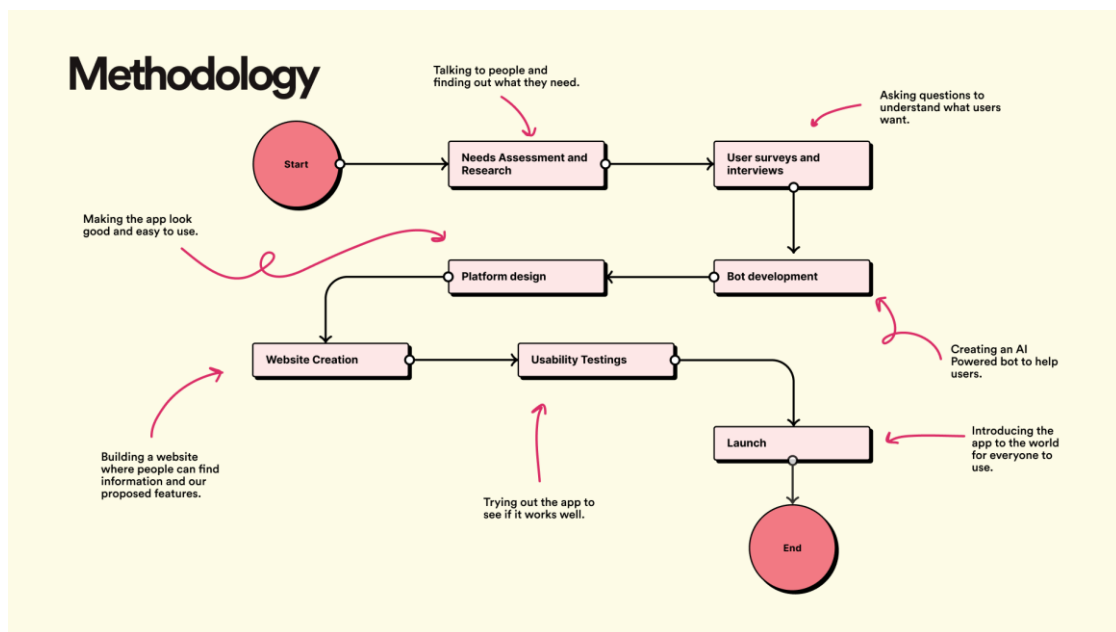 Methodology
Talking to people and
finding out what they need.
Asking questions to
understand what users
want.
Start
Needs Assessment and
Research
User surveys and
interviews
Making the app look
good and easy to use.
Platform design
Bot development
Website Creation
Usability Testings
Creating an AI
Powered bot to help
users.
Building a website
where people can find
information and our
proposed features.
Trying out the app to
see if it works well.
Launch
Introducing the
app to the world
for everyone to
use.
End